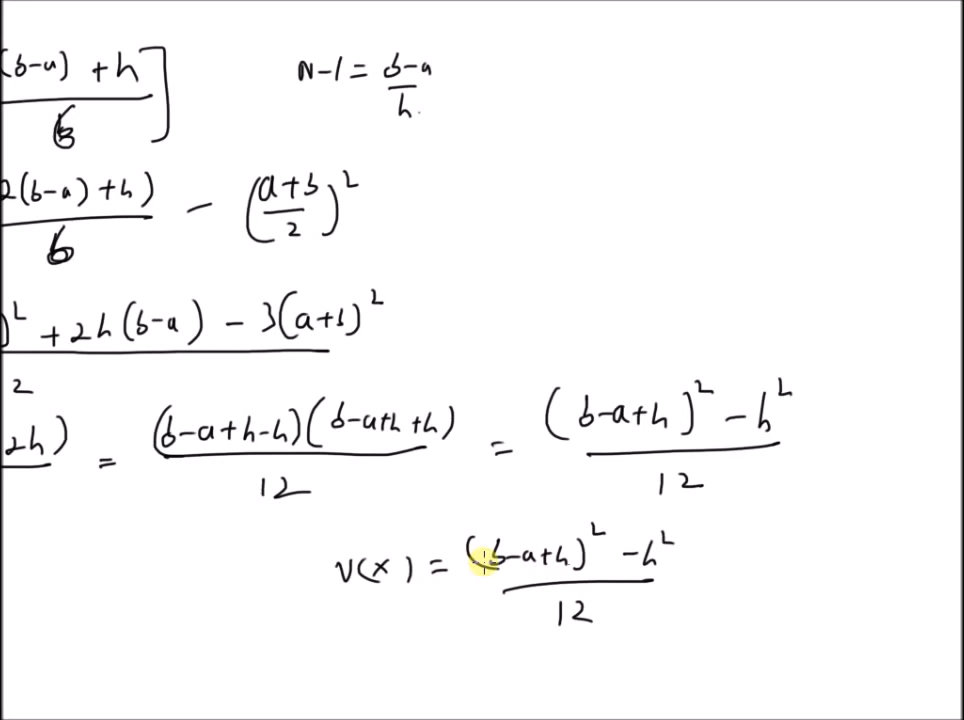 (b-a) + h ] / 6    N-1 = b-a / h
2(b-a) + h) / 6 - (a+b / 2)²
)² + 2h(b-a) - 3(a+b)²
2
2h) = (b-a+h-h)(b-a+h+h) / 12 = (b-a+h)² - h² / 12
V(X) = (b-a+h)² - h² / 12